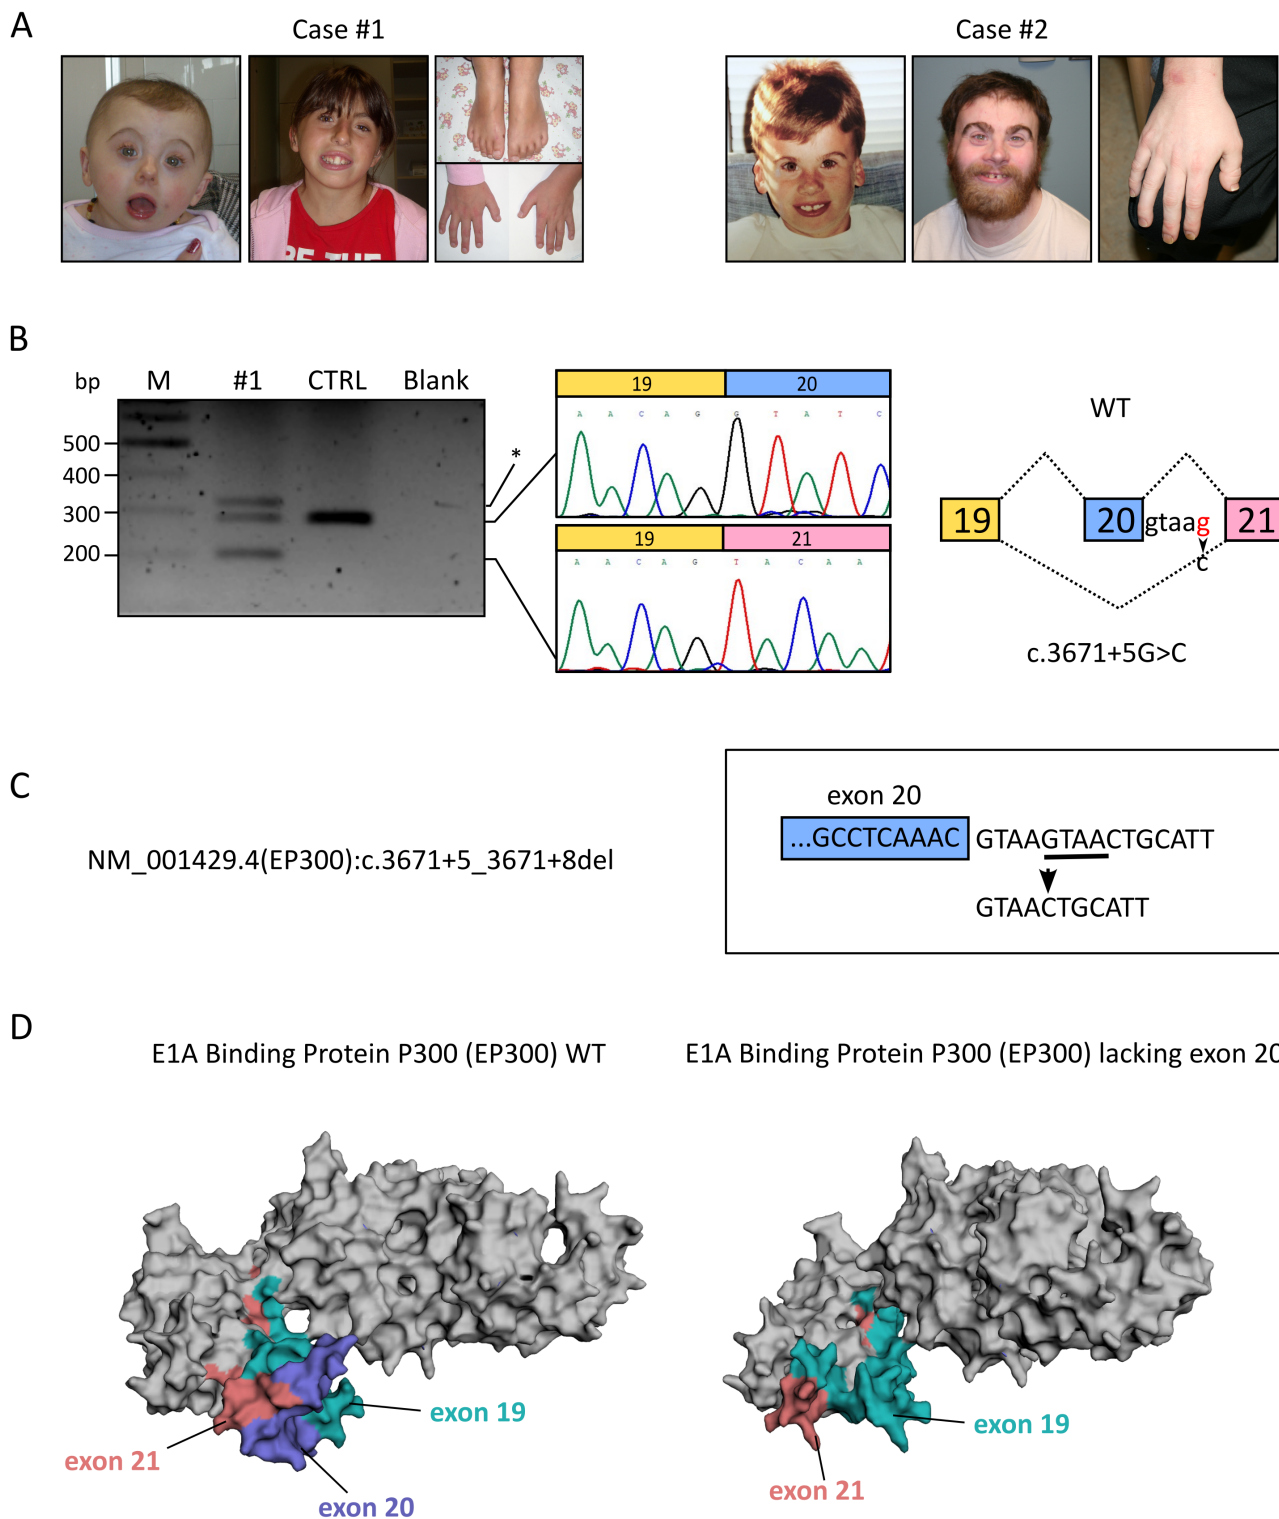 A
Case #1
Case #2
BE THE
B
bp
M
#1
CTRL
Blank
500
400
300
200
*
19
20
A A C A G G T A T C
19
21
A A C A G T A C A A
WT
19
20
gtaag
21
c
c.3671+5G>C
C
NM_001429.4(EP300):c.3671+5_3671+8del
exon 20
...GCCTCAAAC
GTAAGTAACTGCATT
GTAACTGCATT
D
E1A Binding Protein P300 (EP300) WT
E1A Binding Protein P300 (EP300) lacking exon 20
exon 19
exon 21
exon 20
exon 19
exon 21